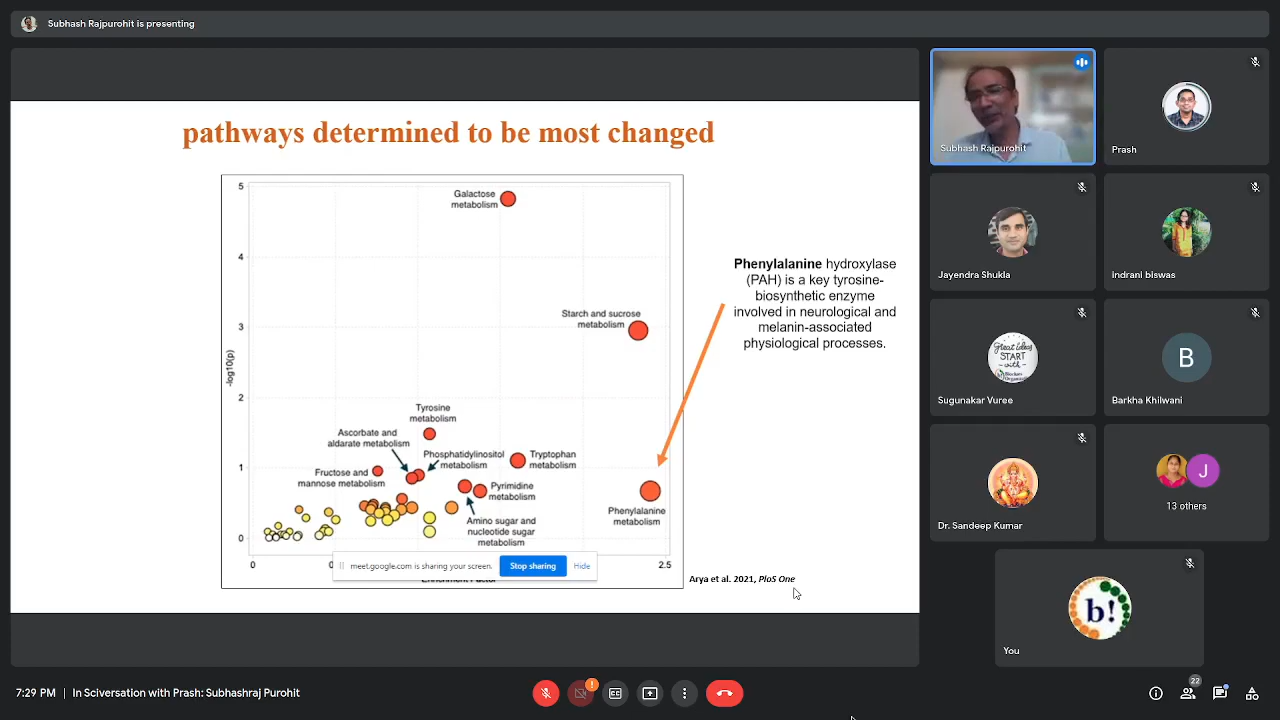 Subhash Rajpurohit is presenting
pathways determined to be most changed
5
4
3
2
1
0
-log10(p)
Galactose
metabolism
Starch and sucrose
metabolism
Tyrosine
metabolism
Ascorbate and
aldarate metabolism
Phosphatidylinositol
metabolism
Tryptophan
metabolism
Fructose and
mannose metabolism
Pyrimidine
metabolism
Amino sugar and
nucleotide sugar
metabolism
Phenylalanine
metabolism
0
2.5
meet.google.com is sharing your screen.
Stop sharing
Hide
Phenylalanine hydroxylase
(PAH) is a key tyrosine-
biosynthetic enzyme
involved in neurological and
melanin-associated
physiological processes.
Arya et al. 2021, PloS One
Subhash Rajpurohit
Prash
Jayendra Shukla
Indrani biswas
Great ideas
START
with
Sugunakar Vuree
B
Barkha Khilwani
Dr. Sandeep Kumar
J
13 others
b!
You
7:29 PM | In Sciversation with Prash: Subhashraj Purohit
22